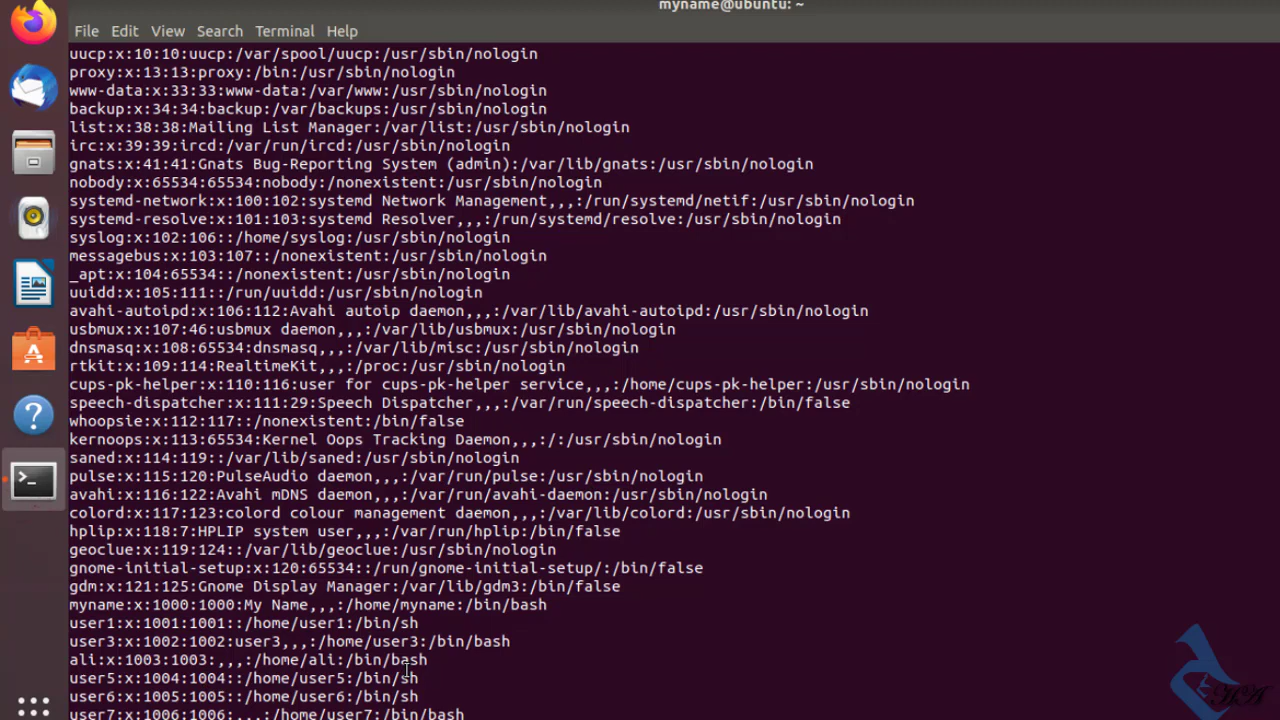 myname@ubuntu: ~
File Edit View Search Terminal Help
uucp:x:10:10:uucp:/var/spool/uucp:/usr/sbin/nologin
proxy:x:13:13:proxy:/bin:/usr/sbin/nologin
www-data:x:33:33:www-data:/var/www:/usr/sbin/nologin
backup:x:34:34:backup:/var/backups:/usr/sbin/nologin
list:x:38:38:Mailing List Manager:/var/list:/usr/sbin/nologin
irc:x:39:39:ircd:/var/run/ircd:/usr/sbin/nologin
gnats:x:41:41:Gnats Bug-Reporting System (admin):/var/lib/gnats:/usr/sbin/nologin
nobody:x:65534:65534:nobody:/nonexistent:/usr/sbin/nologin
systemd-network:x:100:102:systemd Network Management,,,:/run/systemd/netif:/usr/sbin/nologin
systemd-resolve:x:101:103:systemd Resolver,,,:/run/systemd/resolve:/usr/sbin/nologin
syslog:x:102:106::/home/syslog:/usr/sbin/nologin
messagebus:x:103:107::/nonexistent:/usr/sbin/nologin
_apt:x:104:65534::/nonexistent:/usr/sbin/nologin
uuidd:x:105:111::/run/uuidd:/usr/sbin/nologin
avahi-autoipd:x:106:112:Avahi autoip daemon,,,:/var/lib/avahi-autoipd:/usr/sbin/nologin
usbmux:x:107:46:usbmux daemon,,,:/var/lib/usbmux:/usr/sbin/nologin
dnsmasq:x:108:65534:dnsmasq,,,:/var/lib/misc:/usr/sbin/nologin
rtkit:x:109:114:RealtimeKit,,,:/proc:/usr/sbin/nologin
cups-pk-helper:x:110:116:user for cups-pk-helper service,,,:/home/cups-pk-helper:/usr/sbin/nologin
speech-dispatcher:x:111:29:Speech Dispatcher,,,:/var/run/speech-dispatcher:/bin/false
whoopsie:x:112:117::/nonexistent:/bin/false
kernoops:x:113:65534:Kernel Oops Tracking Daemon,,,:/:/usr/sbin/nologin
saned:x:114:119::/var/lib/saned:/usr/sbin/nologin
pulse:x:115:120:PulseAudio daemon,,,:/var/run/pulse:/usr/sbin/nologin
avahi:x:116:122:Avahi mDNS daemon,,,:/var/run/avahi-daemon:/usr/sbin/nologin
colord:x:117:123:colord colour management daemon,,,:/var/lib/colord:/usr/sbin/nologin
hplip:x:118:7:HPLIP system user,,,:/var/run/hplip:/bin/false
geoclue:x:119:124::/var/lib/geoclue:/usr/sbin/nologin
gnome-initial-setup:x:120:65534::/run/gnome-initial-setup/:/bin/false
gdm:x:121:125:Gnome Display Manager:/var/lib/gdm3:/bin/false
myname:x:1000:1000:My Name,,,:/home/myname:/bin/bash
user1:x:1001:1001::/home/user1:/bin/sh
user3:x:1002:1002:user3,,,:/home/user3:/bin/bash
ali:x:1003:1003:,,,:/home/ali:/bin/bash
user5:x:1004:1004::/home/user5:/bin/sh
user6:x:1005:1005::/home/user6:/bin/sh
user7:x:1006:1006:,,,:/home/user7:/bin/bash